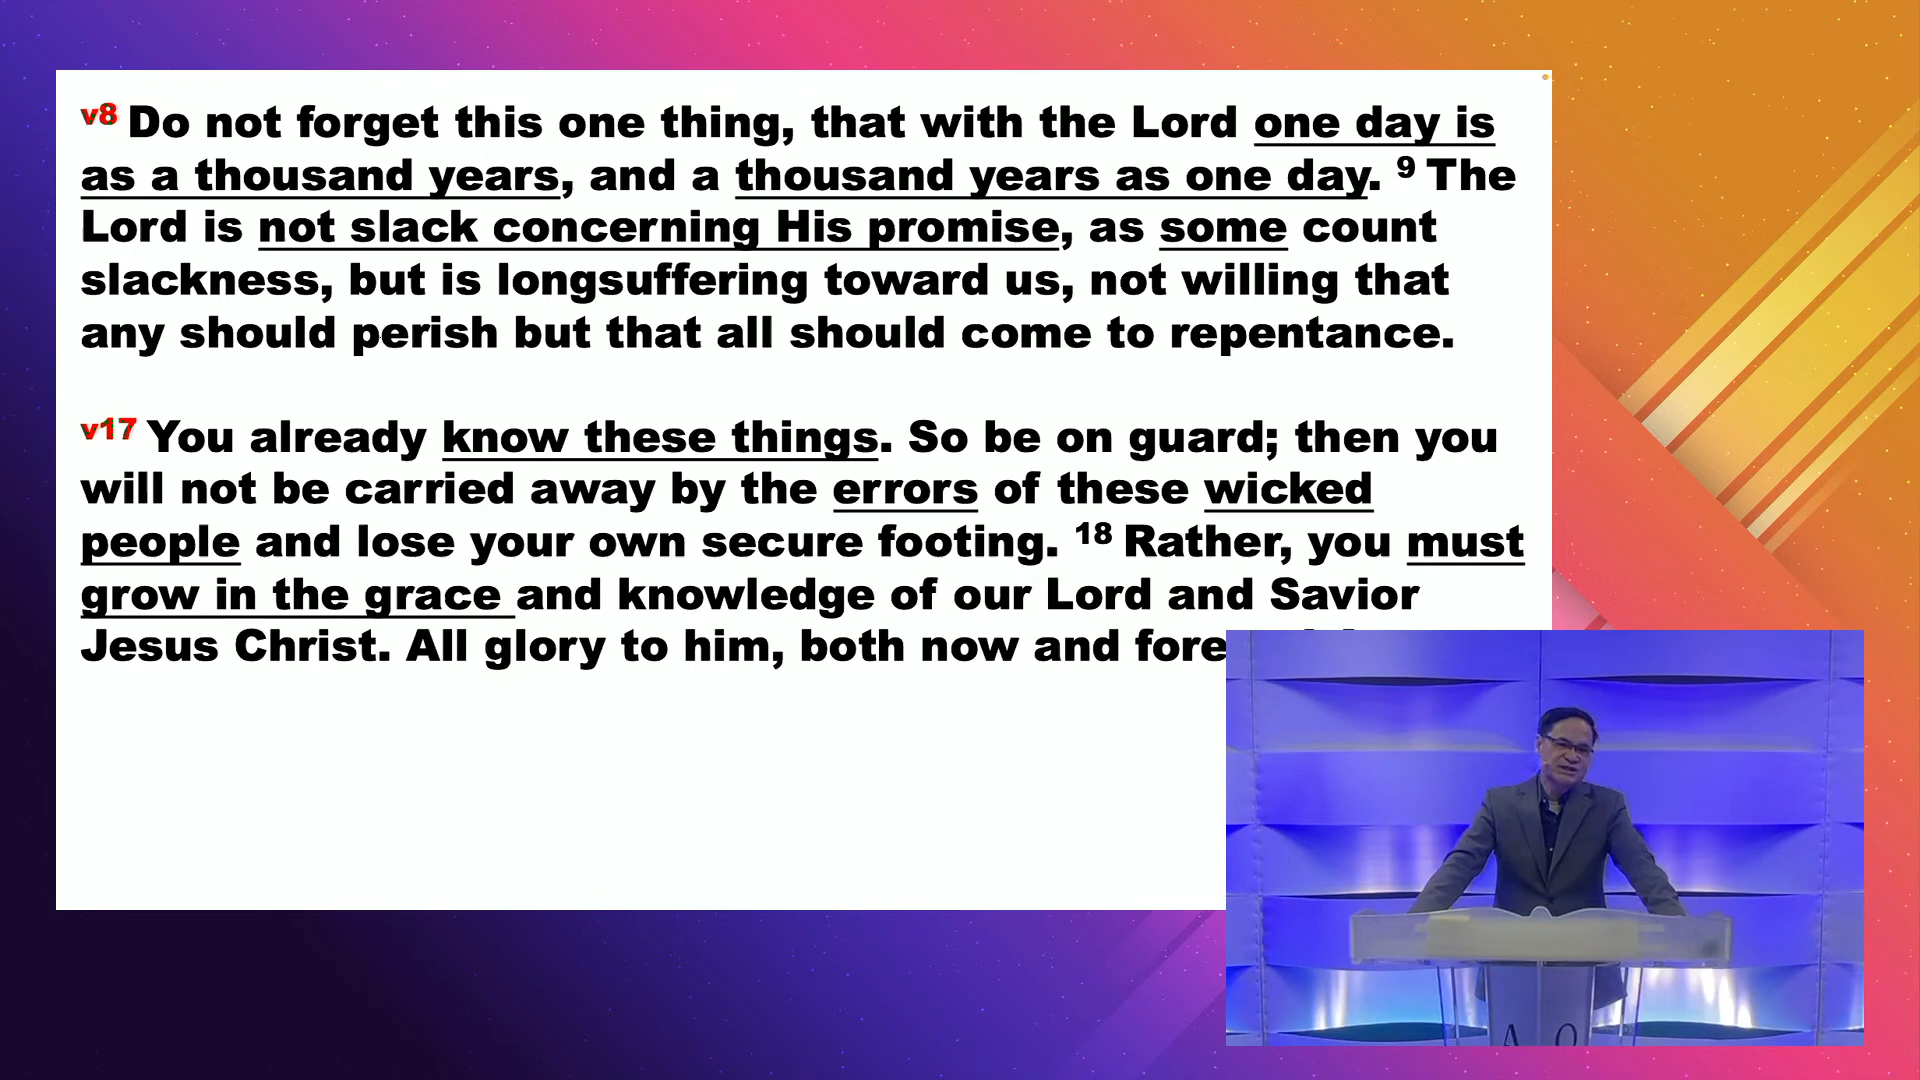 v8 Do not forget this one thing, that with the Lord one day is
as a thousand years, and a thousand years as one day. 9 The
Lord is not slack concerning His promise, as some count
slackness, but is longsuffering toward us, not willing that
any should perish but that all should come to repentance.
v17 You already know these things. So be on guard; then you
will not be carried away by the errors of these wicked
people and lose your own secure footing. 18 Rather, you must
grow in the grace and knowledge of our Lord and Savior
Jesus Christ. All glory to him, both now and fore
A O